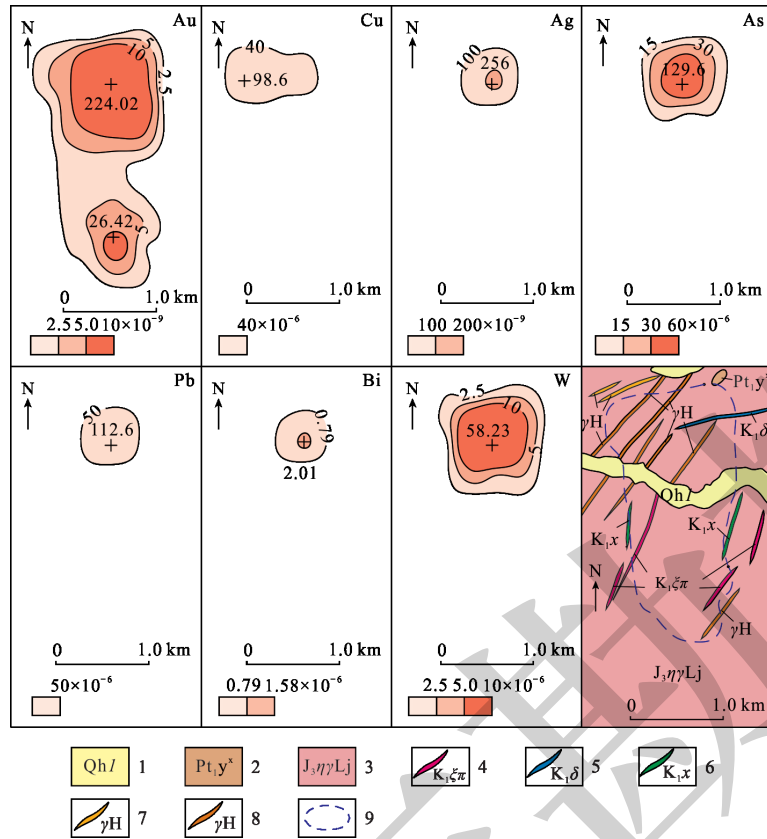 N Au
5
10
2.5
224.02
26.42
5
0 1.0 km
2.5 5.0 10×10⁻⁹
N Cu
40
98.6
0 1.0 km
40×10⁻⁶
N Ag
100
256
0 1.0 km
100 200×10⁻⁹
N As
15 30
129.6
0 1.0 km
15 30 60×10⁻⁶
N Pb
50
112.6
0 1.0 km
50×10⁻⁶
N Bi
0.79
2.01
0 1.0 km
0.79 1.58×10⁻⁶
N W
2.5
10
58.23
5
0 1.0 km
2.5 5.0 10×10⁻⁶
γH
K₁δ
γH
Qhl
K₁x K₁x
N K₁ξπ
γH
J₃ηγLj
0 1.0 km
Qhl 1 Pt₁yˣ 2 J₃ηγLj 3 K₁ξπ 4 K₁δ 5 K₁x 6
γH 7 γH 8 9